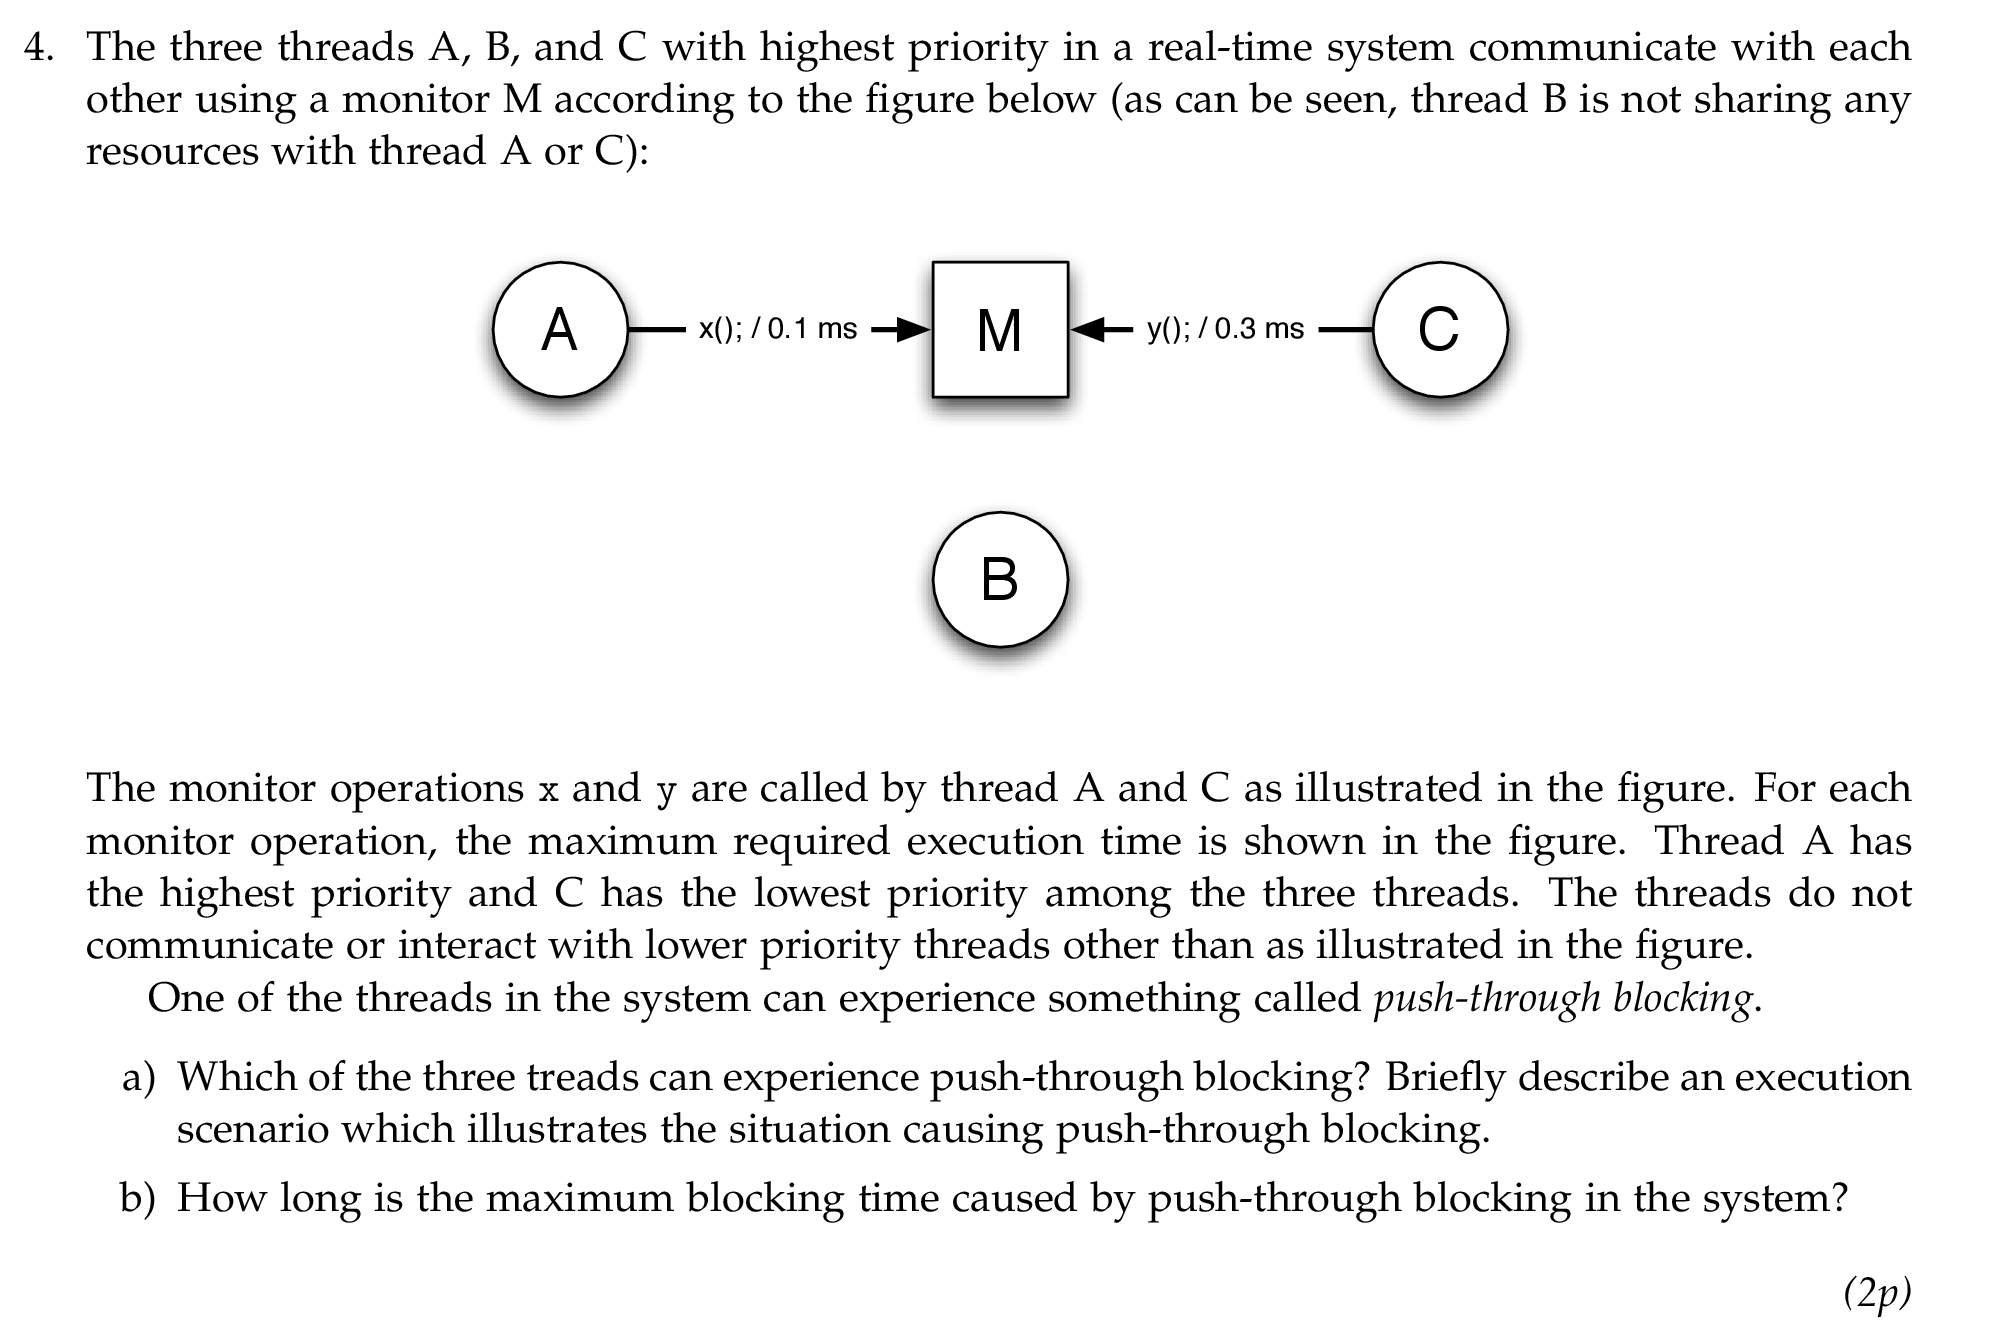 4. The three threads A, B, and C with highest priority in a real-time system communicate with each
other using a monitor M according to the figure below (as can be seen, thread B is not sharing any
resources with thread A or C):
A x(); / 0.1 ms M y(); / 0.3 ms C
B
The monitor operations x and y are called by thread A and C as illustrated in the figure. For each
monitor operation, the maximum required execution time is shown in the figure. Thread A has
the highest priority and C has the lowest priority among the three threads. The threads do not
communicate or interact with lower priority threads other than as illustrated in the figure.
One of the threads in the system can experience something called push-through blocking.
a) Which of the three treads can experience push-through blocking? Briefly describe an execution
scenario which illustrates the situation causing push-through blocking.
b) How long is the maximum blocking time caused by push-through blocking in the system?
(2p)